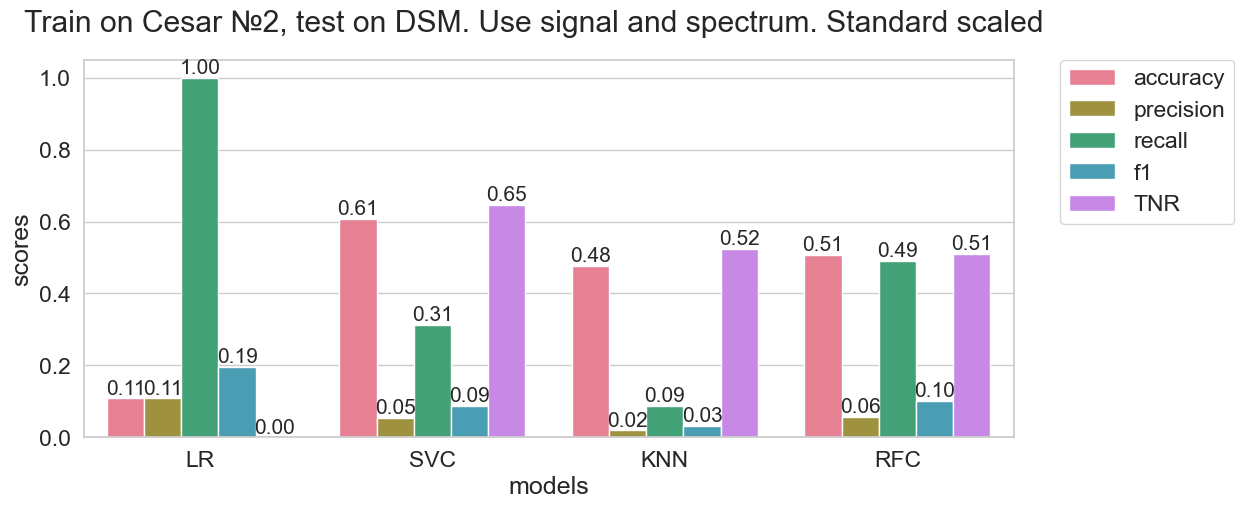 Train on Cesar №2, test on DSM. Use signal and spectrum. Standard scaled
scores
1.0
0.8
0.6
0.4
0.2
0.0
0.11
0.11
1.00
0.19
0.00
0.61
0.05
0.31
0.09
0.65
0.48
0.02
0.09
0.03
0.52
0.51
0.06
0.49
0.10
0.51
LR
SVC
KNN
RFC
models
accuracy
precision
recall
f1
TNR